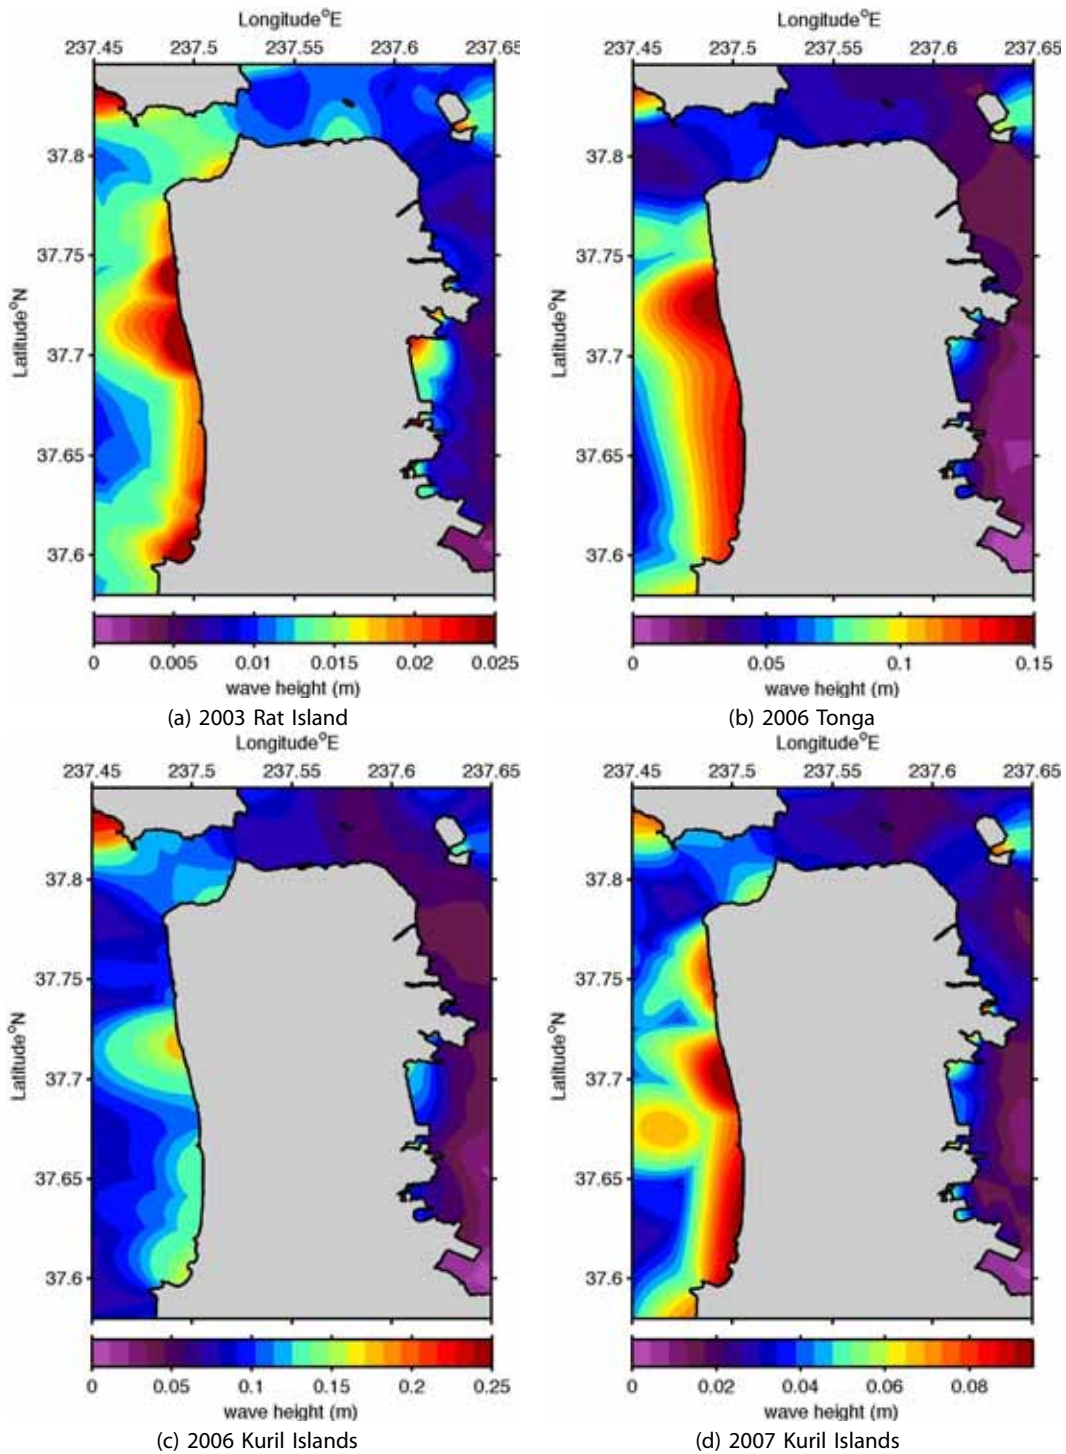 Longitude°E
237.45 237.5 237.55 237.6 237.65
37.8
37.75
37.7
37.65
37.6
Latitude°N
0 0.005 0.01 0.015 0.02 0.025
wave height (m)
(a) 2003 Rat Island
Longitude°E
237.45 237.5 237.55 237.6 237.65
37.8
37.75
37.7
37.65
37.6
Latitude°N
0 0.05 0.1 0.15
wave height (m)
(b) 2006 Tonga
Longitude°E
237.45 237.5 237.55 237.6 237.65
37.8
37.75
37.7
37.65
37.6
Latitude°N
0 0.05 0.1 0.15 0.2 0.25
wave height (m)
(c) 2006 Kuril Islands
Longitude°E
237.45 237.5 237.55 237.6 237.65
37.8
37.75
37.7
37.65
37.6
Latitude°N
0 0.02 0.04 0.06 0.08
wave height (m)
(d) 2007 Kuril Islands